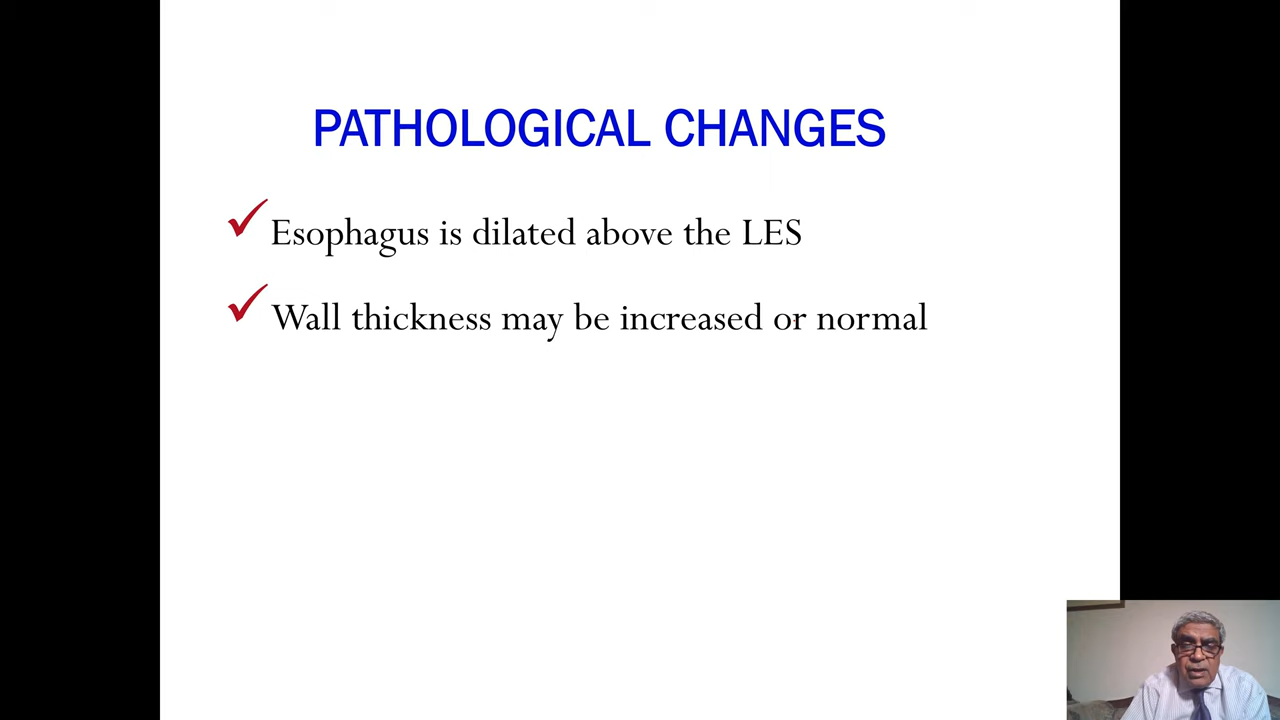 PATHOLOGICAL CHANGES
Esophagus is dilated above the LES
Wall thickness may be increased or normal